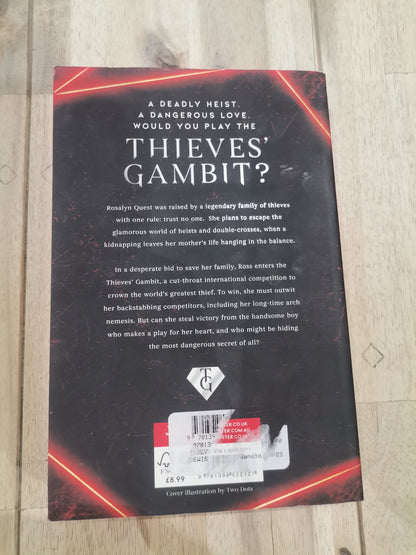 A DEADLY HEIST.
A DANGEROUS LOVE.
WOULD YOU PLAY THE
THIEVES'
GAMBIT?
Rosalyn Quest was raised by a legendary family of thieves
with one rule: trust no one. She plans to escape the
glamorous world of heists and double-crosses, when a
kidnapping leaves her mother's life hanging in the balance.
In a desperate bid to save her family, Ross enters the
Thieves' Gambit, a cut-throat international competition to
crown the world's greatest thief. To win, she must outwit
her backstabbing competitors, including her long-time arch
nemesis. But can she steal victory from the handsome boy
who makes a play for her heart, and who might be hiding
the most dangerous secret of all?
TG
FSC
£8.99
Cover illustration by Two Dots